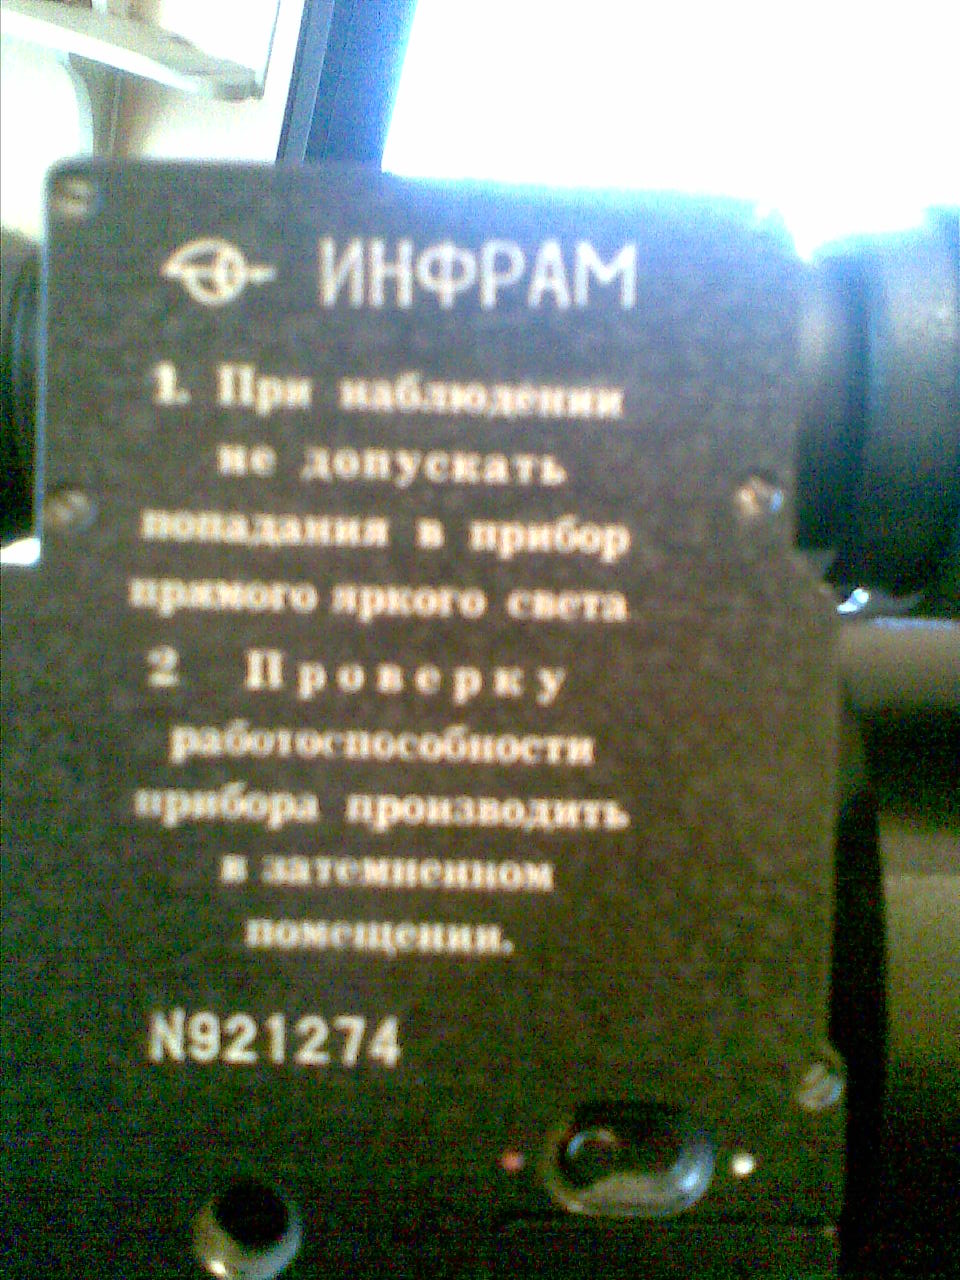 ИНФРАМ
1. При наблюдении
не допускать
попадания в прибор
прямого яркого света
2 Проверку
работоспособности
прибора производить
в затемненном
помещении.
N921274